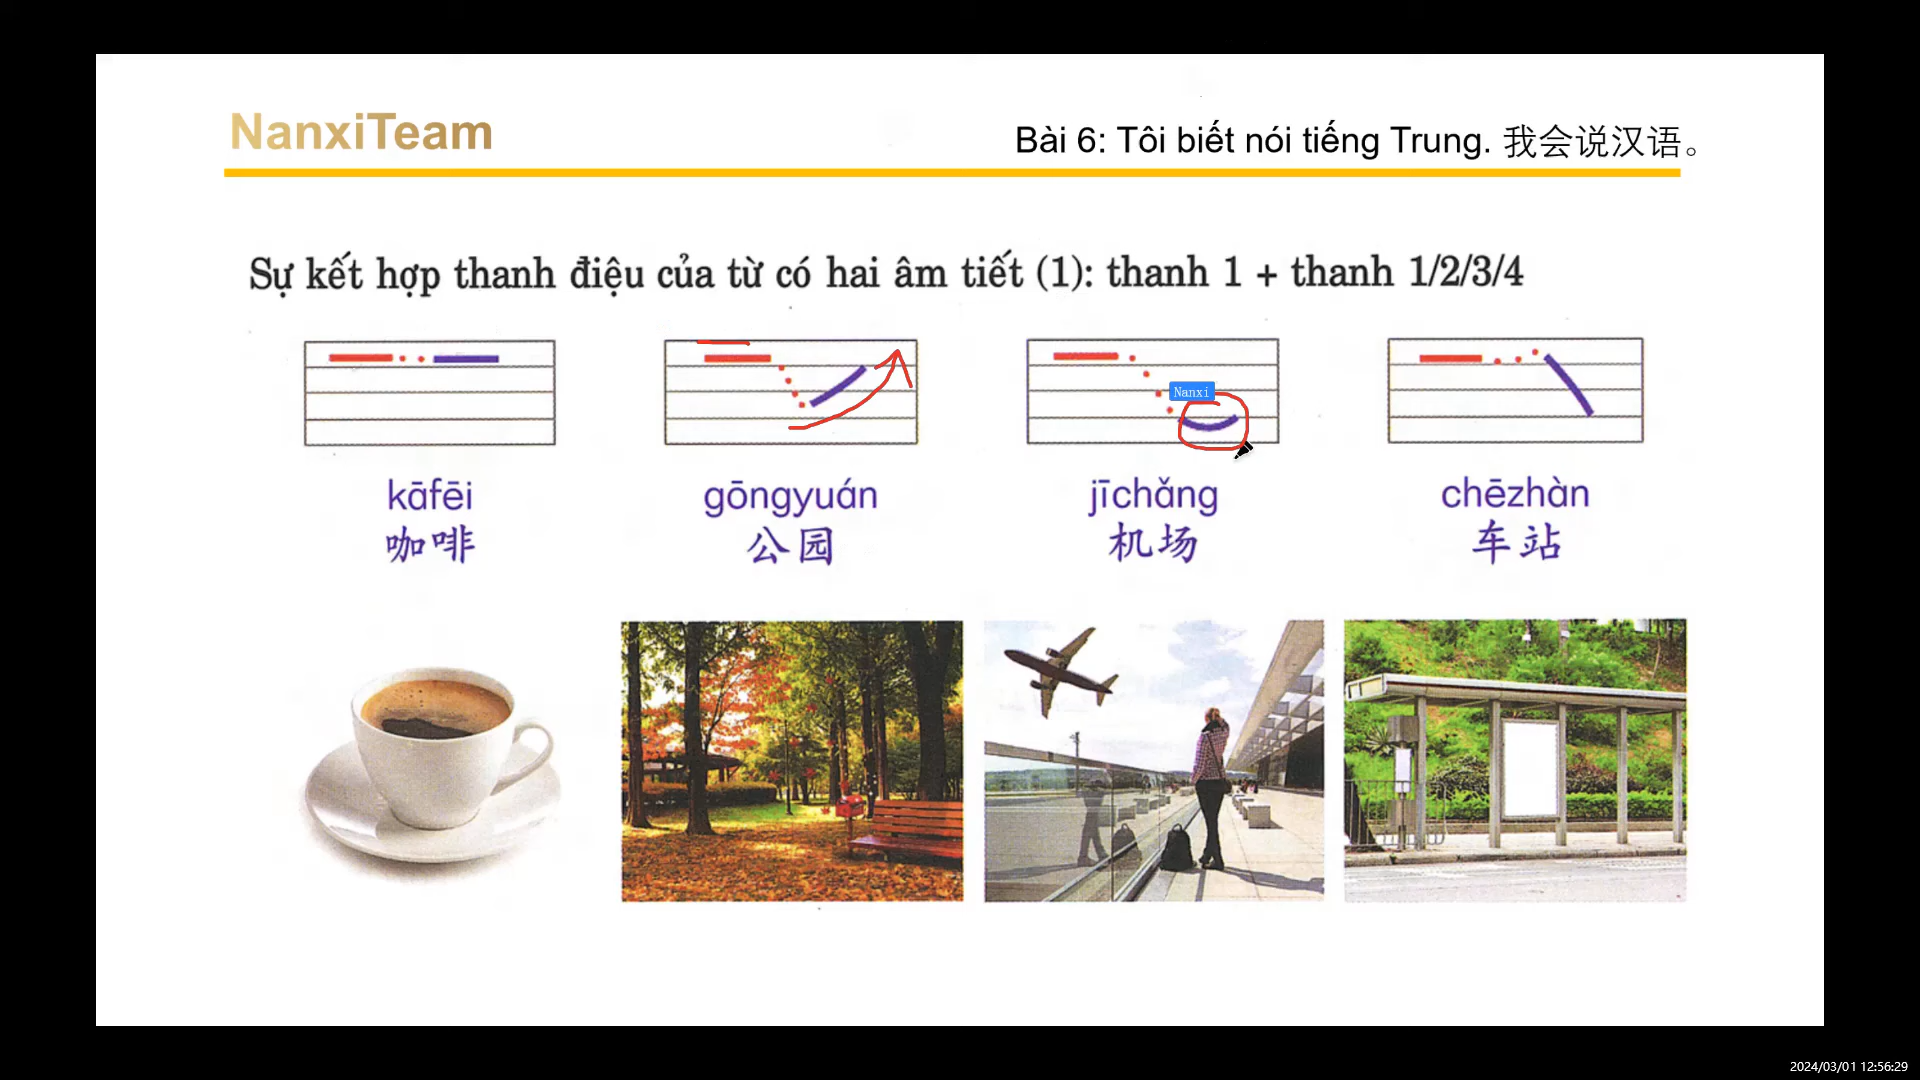 NanxiTeam
Bài 6: Tôi biết nói tiếng Trung. 我会说汉语。
Sự kết hợp thanh điệu của từ có hai âm tiết (1): thanh 1 + thanh 1/2/3/4
Nanxi
kāfēi
咖啡
gōngyuán
公园
jīchǎng
机场
chēzhàn
车站
2024/03/01 12:56:29